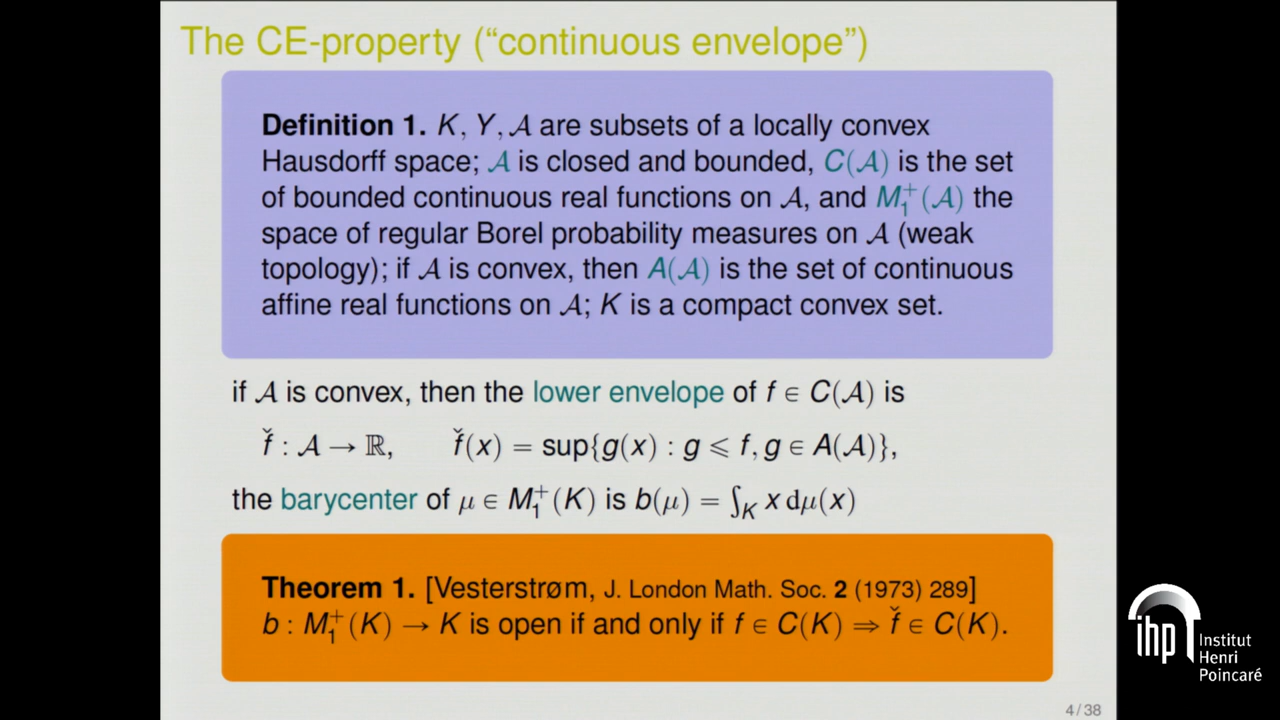 The CE-property (“continuous envelope”)
Definition 1. K, Y, 𝒜 are subsets of a locally convex
Hausdorff space; 𝒜 is closed and bounded, C(𝒜) is the set
of bounded continuous real functions on 𝒜, and M₁⁺(𝒜) the
space of regular Borel probability measures on 𝒜 (weak
topology); if 𝒜 is convex, then A(𝒜) is the set of continuous
affine real functions on 𝒜; K is a compact convex set.
if 𝒜 is convex, then the lower envelope of f ∈ C(𝒜) is
f̌ : 𝒜 → ℝ, f̌(x) = sup{g(x) : g ⩽ f, g ∈ A(𝒜)},
the barycenter of μ ∈ M₁⁺(K) is b(μ) = ∫_K x dμ(x)
Theorem 1. [Vesterstrøm, J. London Math. Soc. 2 (1973) 289]
b : M₁⁺(K) → K is open if and only if f ∈ C(K) ⇒ f̌ ∈ C(K).
4 / 38
ihp
Institut
Henri
Poincaré